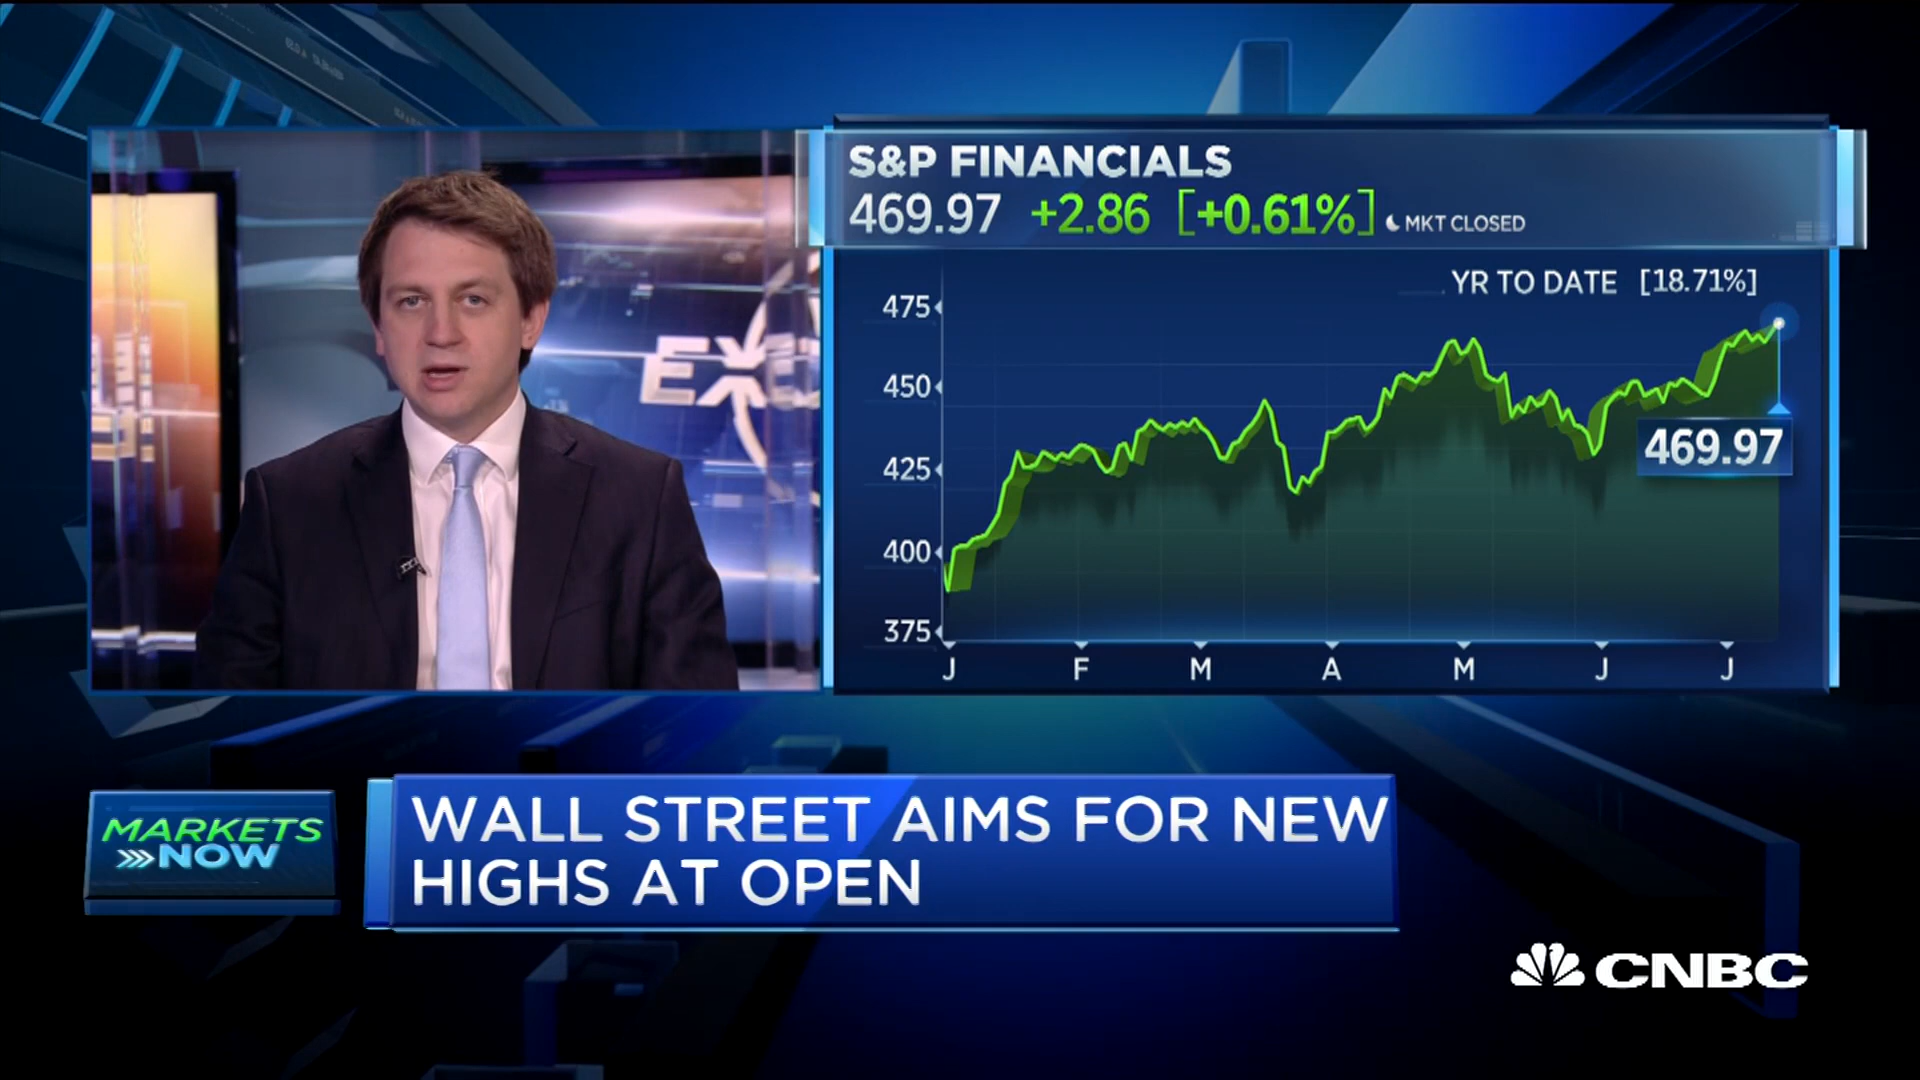 S&P FINANCIALS
469.97 +2.86 [+0.61%] MKT CLOSED
YR TO DATE [18.71%]
475
450
425
400
375
469.97
J F M A M J J
EXC
MARKETS
NOW
WALL STREET AIMS FOR NEW
HIGHS AT OPEN
CNBC